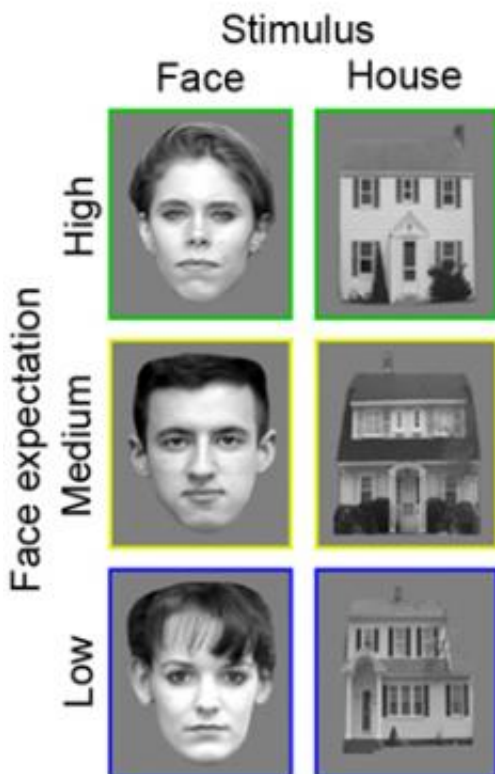 Stimulus
Face House
Face expectation
High
Medium
Low